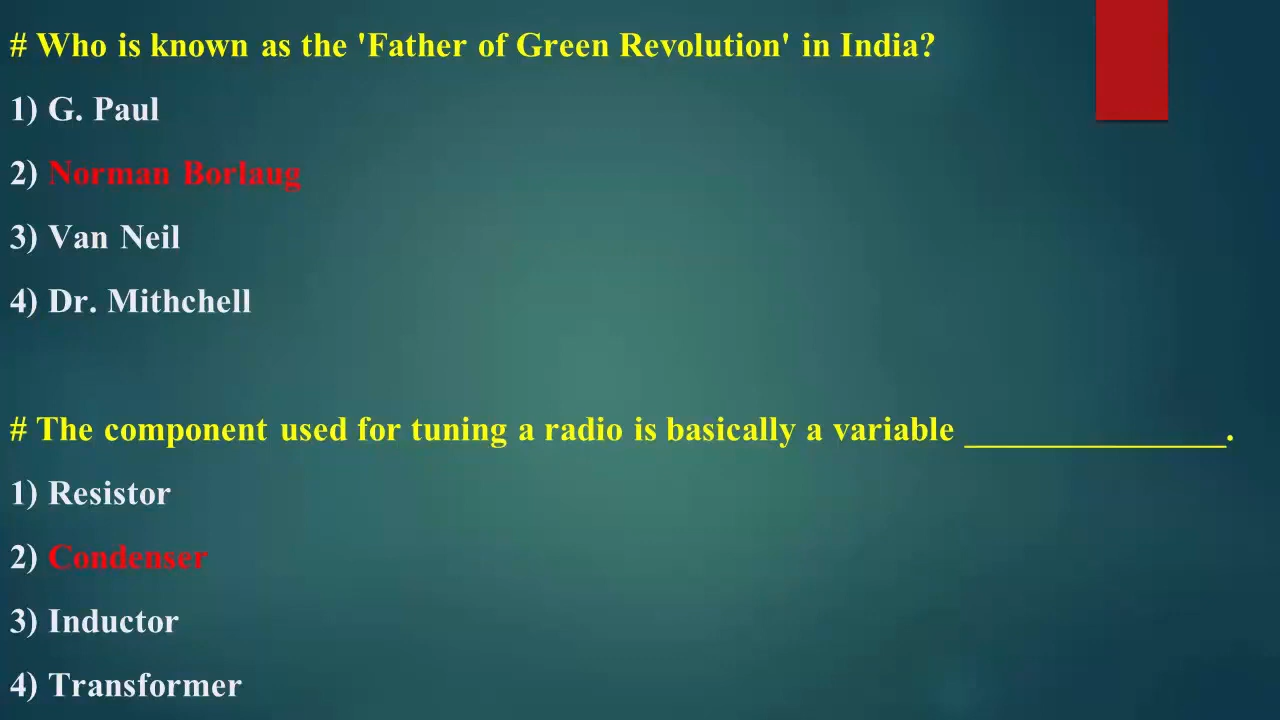 # Who is known as the 'Father of Green Revolution' in India?
1) G. Paul
2) Norman Borlaug
3) Van Neil
4) Dr. Mithchell
# The component used for tuning a radio is basically a variable _______________.
1) Resistor
2) Condenser
3) Inductor
4) Transformer